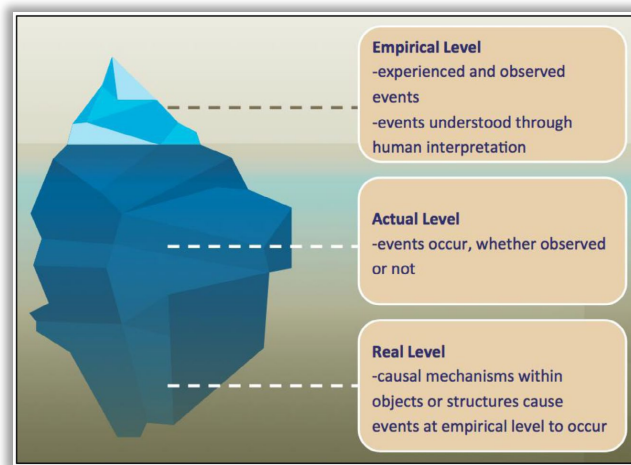 Empirical Level
-experienced and observed
events
-events understood through
human interpretation
Actual Level
-events occur, whether observed
or not
Real Level
-causal mechanisms within
objects or structures cause
events at empirical level to occur